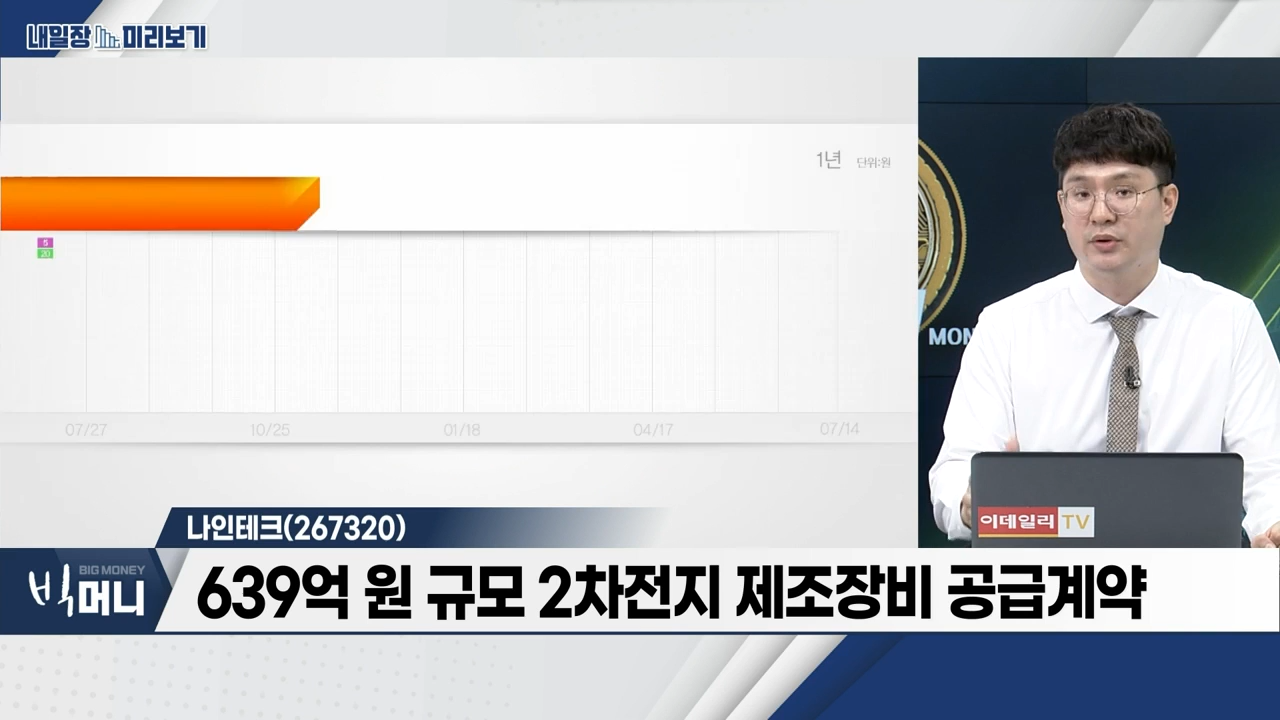 내일장 미리보기
1년 단위:원
5
20
07/27 10/25 01/18 04/17 07/14
MON
이데일리 TV
나인테크(267320)
BIG MONEY
빅머니
639억 원 규모 2차전지 제조장비 공급계약